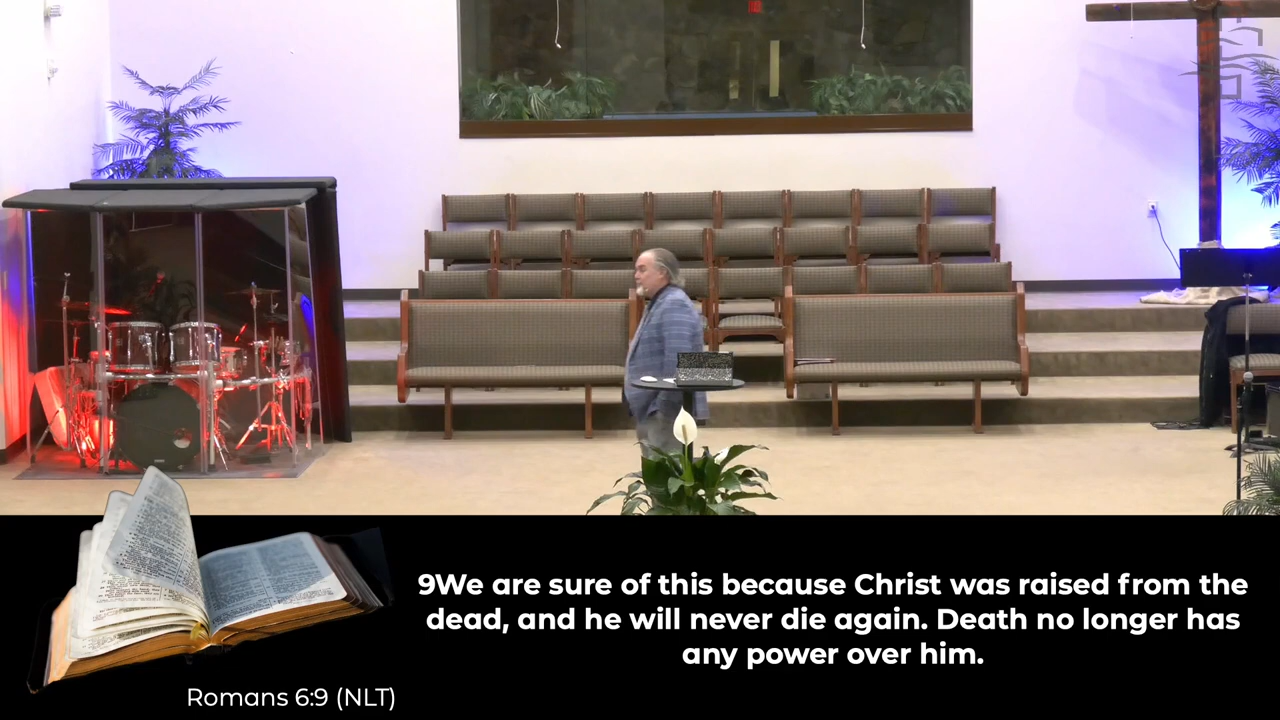 9We are sure of this because Christ was raised from the
dead, and he will never die again. Death no longer has
any power over him.
Romans 6:9 (NLT)